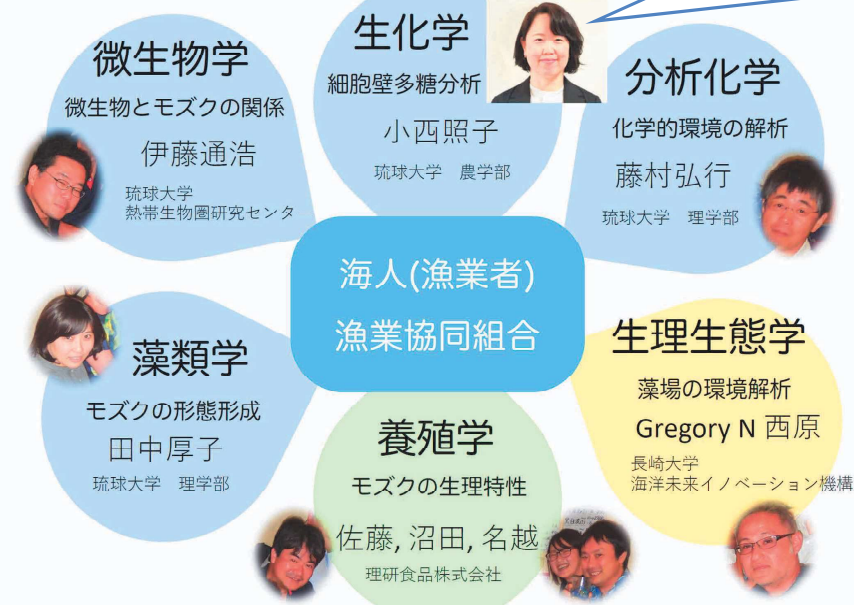 微生物学
微生物とモズクの関係
伊藤通浩
琉球大学
熱帯生物圏研究センタ
生化学
細胞壁多糖分析
小西照子
琉球大学 農学部
分析化学
化学的環境の解析
藤村弘行
琉球大学 理学部
海人(漁業者)
漁業協同組合
藻類学
モズクの形態形成
田中厚子
琉球大学 理学部
養殖学
モズクの生理特性
佐藤, 沼田, 名越
理研食品株式会社
生理生態学
藻場の環境解析
Gregory N 西原
長崎大学
海洋未来イノベーション機構